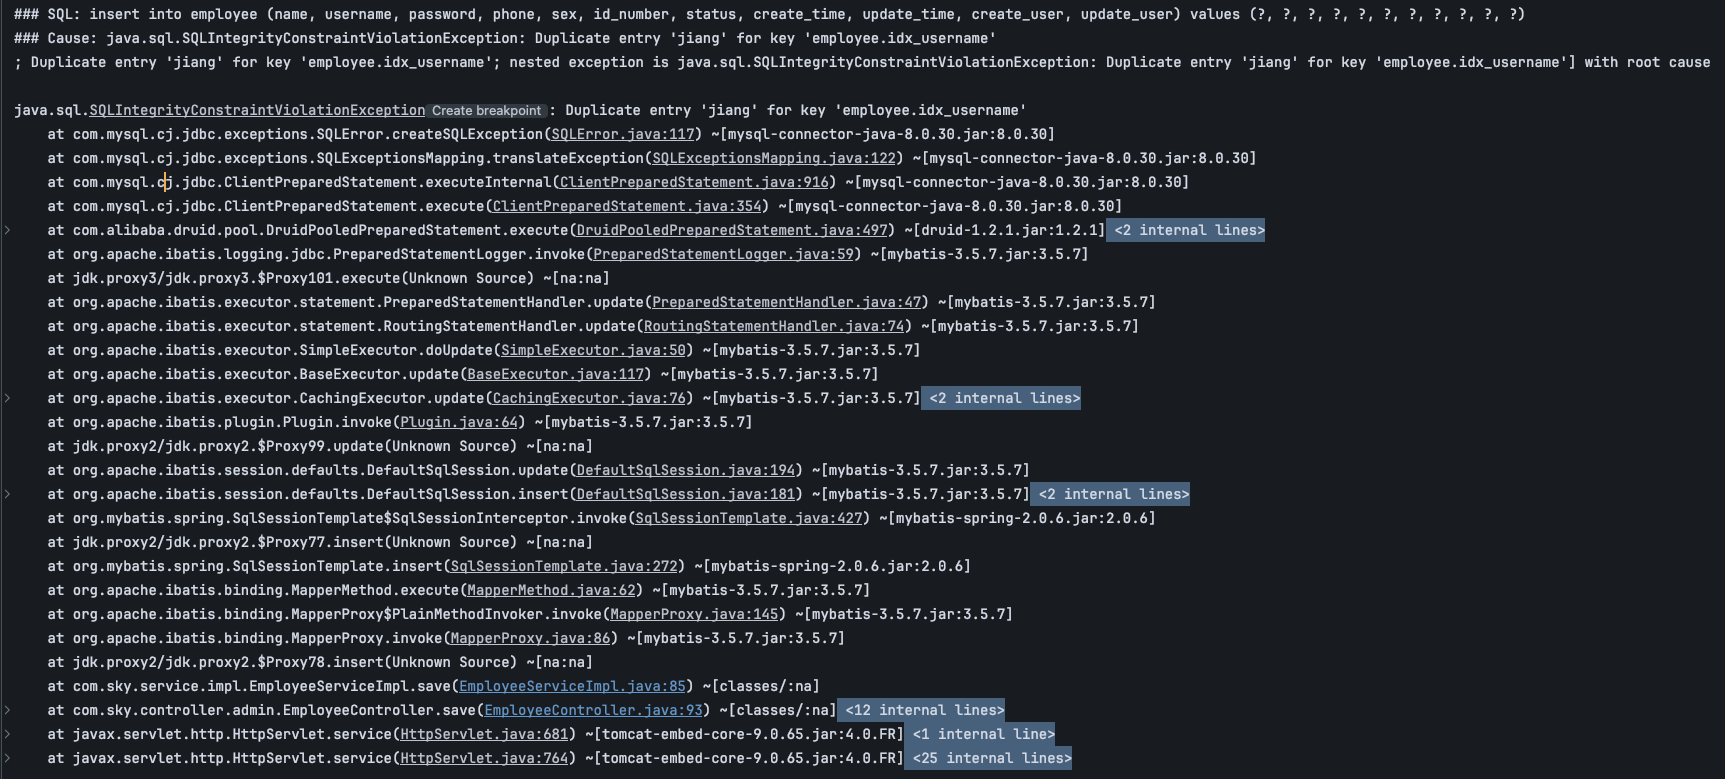 ### SQL: insert into employee (name, username, password, phone, sex, id_number, status, create_time, update_time, create_user, update_user) values (?, ?, ?, ?, ?, ?, ?, ?, ?, ?, ?)
### Cause: java.sql.SQLIntegrityConstraintViolationException: Duplicate entry 'jiang' for key 'employee.idx_username'
; Duplicate entry 'jiang' for key 'employee.idx_username'; nested exception is java.sql.SQLIntegrityConstraintViolationException: Duplicate entry 'jiang' for key 'employee.idx_username'] with root cause
java.sql.SQLIntegrityConstraintViolationException Create breakpoint : Duplicate entry 'jiang' for key 'employee.idx_username'
at com.mysql.cj.jdbc.exceptions.SQLError.createSQLException(SQLError.java:117) ~[mysql-connector-java-8.0.30.jar:8.0.30]
at com.mysql.cj.jdbc.exceptions.SQLExceptionsMapping.translateException(SQLExceptionsMapping.java:122) ~[mysql-connector-java-8.0.30.jar:8.0.30]
at com.mysql.cj.jdbc.ClientPreparedStatement.executeInternal(ClientPreparedStatement.java:916) ~[mysql-connector-java-8.0.30.jar:8.0.30]
at com.mysql.cj.jdbc.ClientPreparedStatement.execute(ClientPreparedStatement.java:354) ~[mysql-connector-java-8.0.30.jar:8.0.30]
at com.alibaba.druid.pool.DruidPooledPreparedStatement.execute(DruidPooledPreparedStatement.java:497) ~[druid-1.2.1.jar:1.2.1] <2 internal lines>
at org.apache.ibatis.logging.jdbc.PreparedStatementLogger.invoke(PreparedStatementLogger.java:59) ~[mybatis-3.5.7.jar:3.5.7]
at jdk.proxy3/jdk.proxy3.$Proxy101.execute(Unknown Source) ~[na:na]
at org.apache.ibatis.executor.statement.PreparedStatementHandler.update(PreparedStatementHandler.java:47) ~[mybatis-3.5.7.jar:3.5.7]
at org.apache.ibatis.executor.statement.RoutingStatementHandler.update(RoutingStatementHandler.java:74) ~[mybatis-3.5.7.jar:3.5.7]
at org.apache.ibatis.executor.SimpleExecutor.doUpdate(SimpleExecutor.java:50) ~[mybatis-3.5.7.jar:3.5.7]
at org.apache.ibatis.executor.BaseExecutor.update(BaseExecutor.java:117) ~[mybatis-3.5.7.jar:3.5.7]
at org.apache.ibatis.executor.CachingExecutor.update(CachingExecutor.java:76) ~[mybatis-3.5.7.jar:3.5.7] <2 internal lines>
at org.apache.ibatis.plugin.Plugin.invoke(Plugin.java:64) ~[mybatis-3.5.7.jar:3.5.7]
at jdk.proxy2/jdk.proxy2.$Proxy99.update(Unknown Source) ~[na:na]
at org.apache.ibatis.session.defaults.DefaultSqlSession.update(DefaultSqlSession.java:194) ~[mybatis-3.5.7.jar:3.5.7]
at org.apache.ibatis.session.defaults.DefaultSqlSession.insert(DefaultSqlSession.java:181) ~[mybatis-3.5.7.jar:3.5.7] <2 internal lines>
at org.mybatis.spring.SqlSessionTemplate$SqlSessionInterceptor.invoke(SqlSessionTemplate.java:427) ~[mybatis-spring-2.0.6.jar:2.0.6]
at jdk.proxy2/jdk.proxy2.$Proxy77.insert(Unknown Source) ~[na:na]
at org.mybatis.spring.SqlSessionTemplate.insert(SqlSessionTemplate.java:272) ~[mybatis-spring-2.0.6.jar:2.0.6]
at org.apache.ibatis.binding.MapperMethod.execute(MapperMethod.java:62) ~[mybatis-3.5.7.jar:3.5.7]
at org.apache.ibatis.binding.MapperProxy$PlainMethodInvoker.invoke(MapperProxy.java:145) ~[mybatis-3.5.7.jar:3.5.7]
at org.apache.ibatis.binding.MapperProxy.invoke(MapperProxy.java:86) ~[mybatis-3.5.7.jar:3.5.7]
at jdk.proxy2/jdk.proxy2.$Proxy78.insert(Unknown Source) ~[na:na]
at com.sky.service.impl.EmployeeServiceImpl.save(EmployeeServiceImpl.java:85) ~[classes/:na]
at com.sky.controller.admin.EmployeeController.save(EmployeeController.java:93) ~[classes/:na] <12 internal lines>
at javax.servlet.http.HttpServlet.service(HttpServlet.java:681) ~[tomcat-embed-core-9.0.65.jar:4.0.FR] <1 internal line>
at javax.servlet.http.HttpServlet.service(HttpServlet.java:764) ~[tomcat-embed-core-9.0.65.jar:4.0.FR] <25 internal lines>